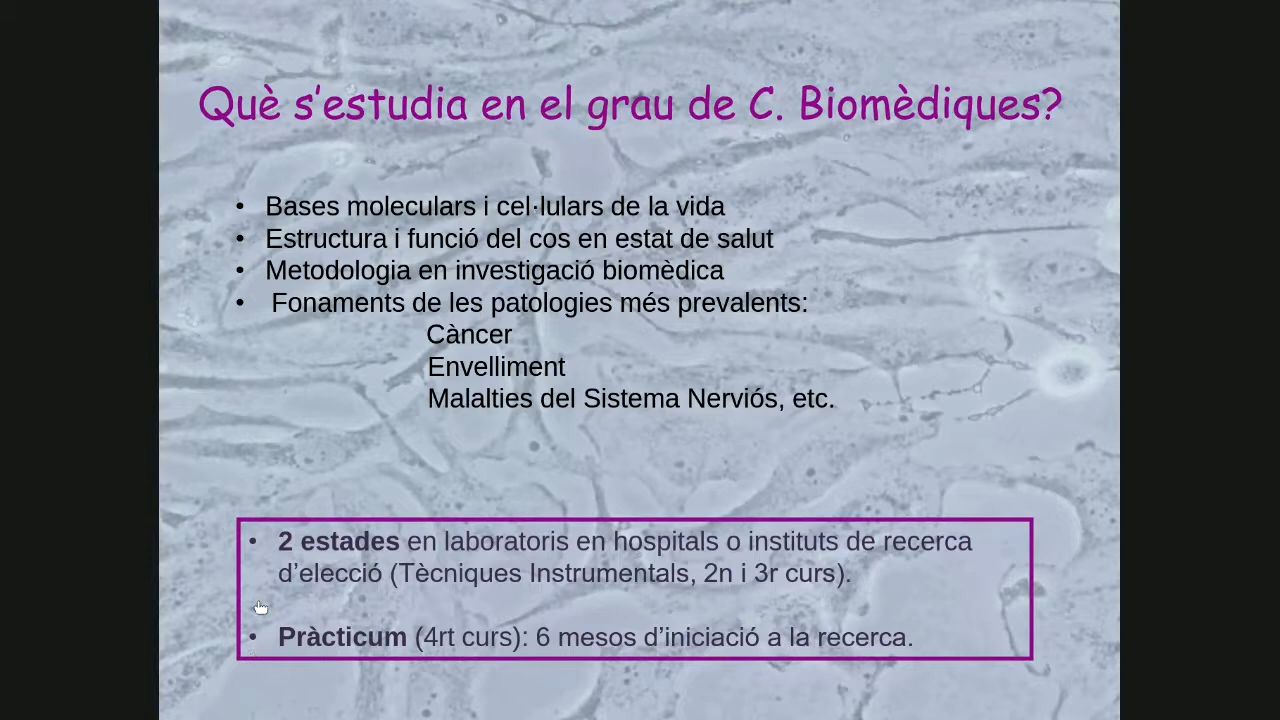 Què s’estudia en el grau de C. Biomèdiques?
• Bases moleculars i cel·lulars de la vida
• Estructura i funció del cos en estat de salut
• Metodologia en investigació biomèdica
• Fonaments de les patologies més prevalents:
Càncer
Envelliment
Malalties del Sistema Nerviós, etc.
• 2 estades en laboratoris en hospitals o instituts de recerca
d’elecció (Tècniques Instrumentals, 2n i 3r curs).
• Pràcticum (4rt curs): 6 mesos d’iniciació a la recerca.